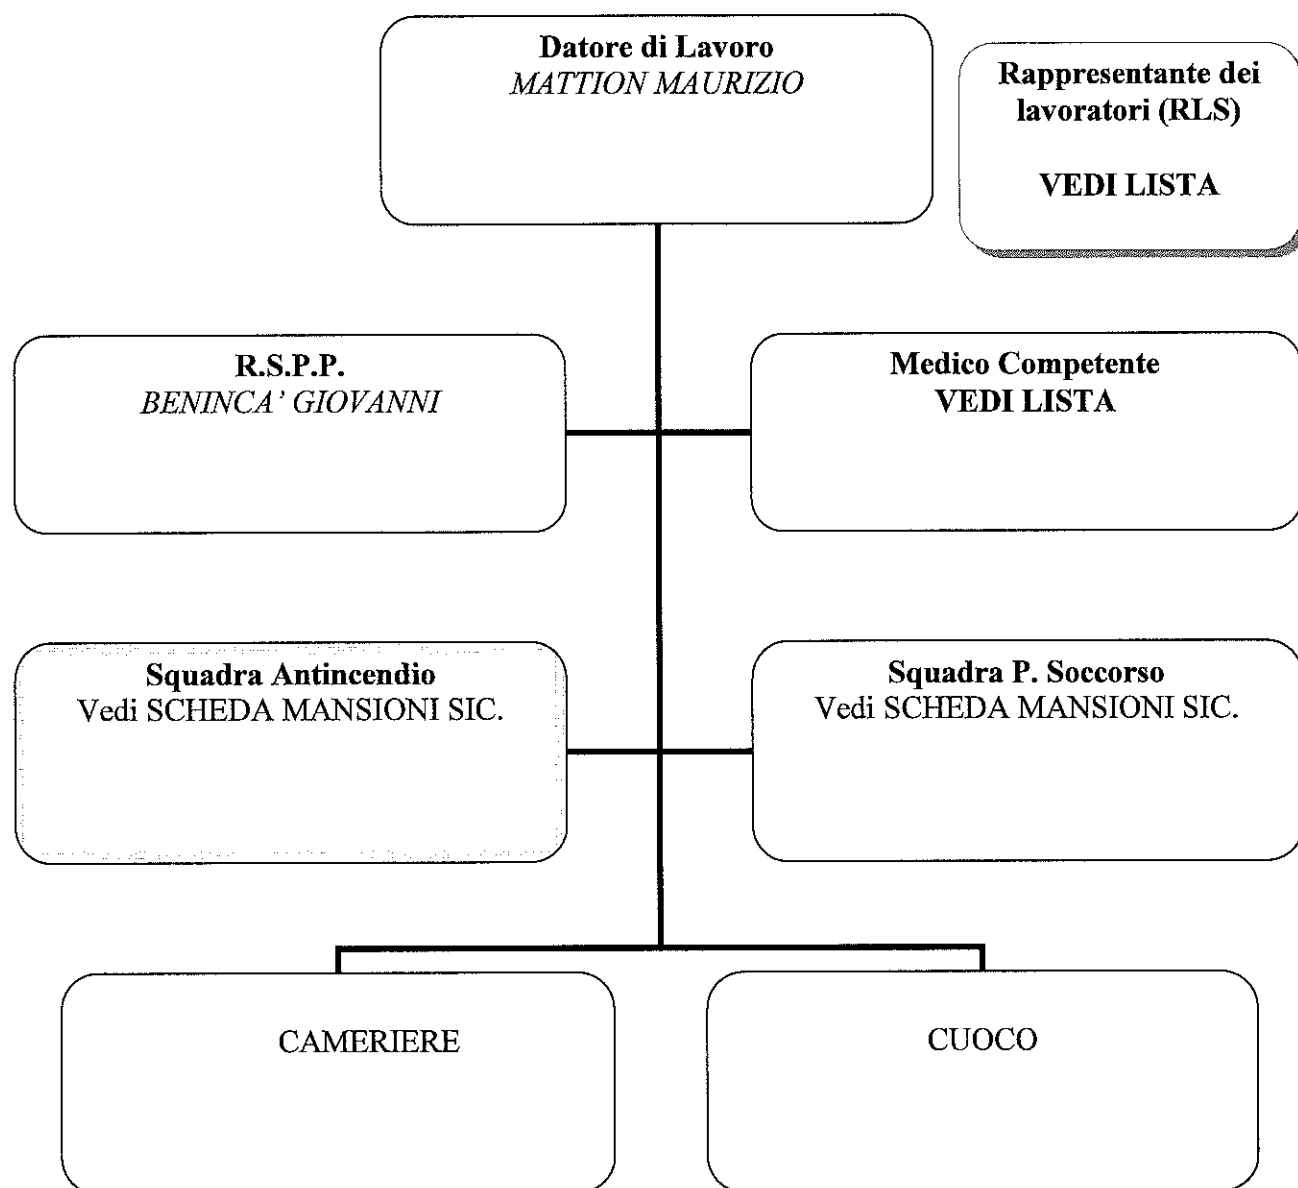 Datore di Lavoro
MATTION MAURIZIO
Rappresentante dei
lavoratori (RLS)
VEDI LISTA
R.S.P.P.
BENINCA' GIOVANNI
Medico Competente
VEDI LISTA
Squadra Antincendio
Vedi SCHEDA MANSIONI SIC.
Squadra P. Soccorso
Vedi SCHEDA MANSIONI SIC.
CAMERIERE
CUOCO